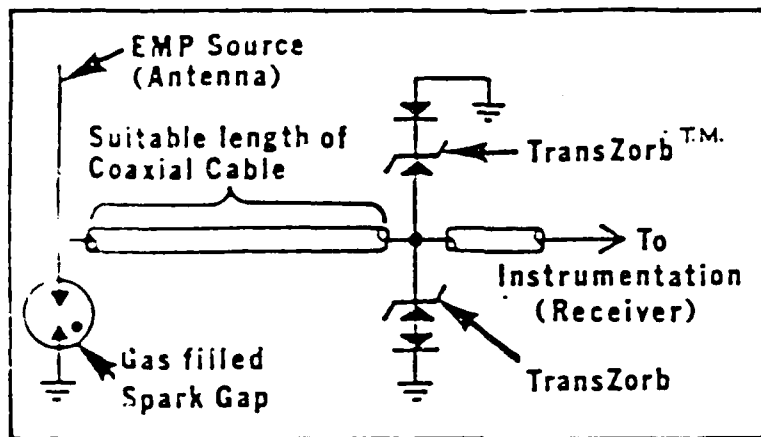 EMP Source
(Antenna)
Suitable length of
Coaxial Cable
TransZorb T.M.
To
Instrumentation
(Receiver)
Gas filled
Spark Gap
TransZorb